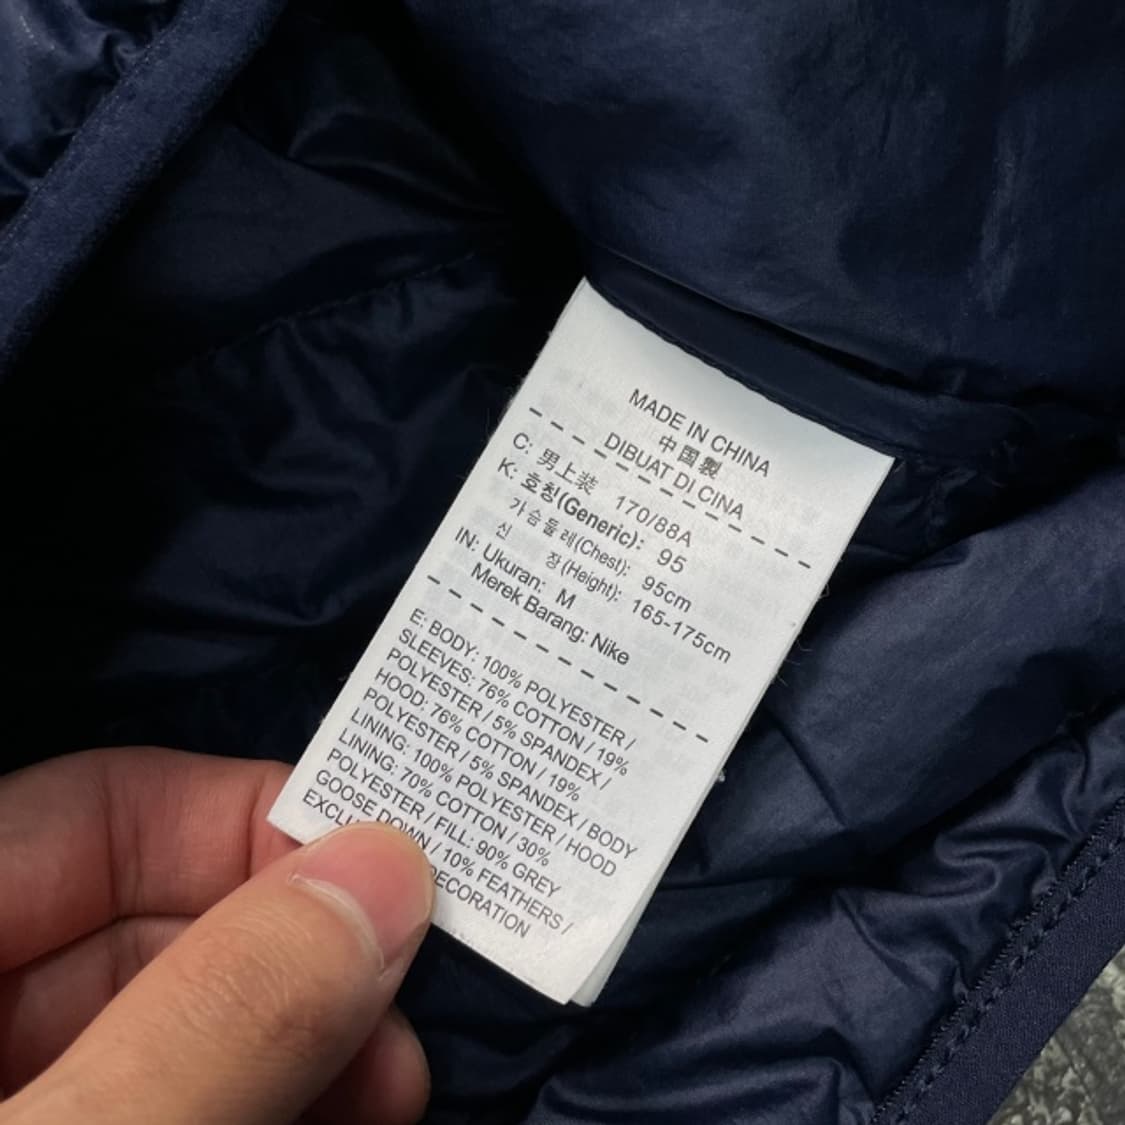 MADE IN CHINA
中国製
DIBUAT DI CINA
C: 男上装 170/88A
K: 호칭(Generic): 95
가슴둘레(Chest): 95cm
신 장(Height): 165-175cm
IN: Ukuran: M
Merek Barang: Nike
E: BODY: 100% POLYESTER /
SLEEVES: 76% COTTON / 19%
POLYESTER / 5% SPANDEX /
HOOD: 76% COTTON / 19%
POLYESTER / 5% SPANDEX / BODY
LINING: 100% POLYESTER / HOOD
LINING: 70% COTTON / 30%
POLYESTER / FILL: 90% GREY
GOOSE DOWN / 10% FEATHERS /
DECORATION